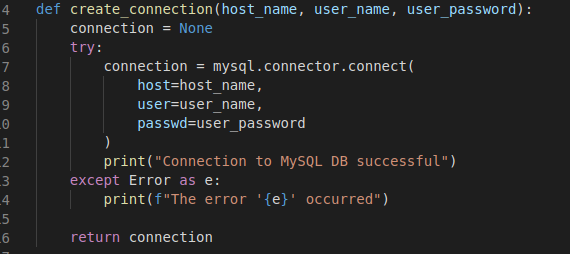 4 def create_connection(host_name, user_name, user_password):
5     connection = None
6     try:
7         connection = mysql.connector.connect(
8             host=host_name,
9             user=user_name,
0             passwd=user_password
1         )
2         print("Connection to MySQL DB successful")
3     except Error as e:
4         print(f"The error '{e}' occurred")
5
6     return connection